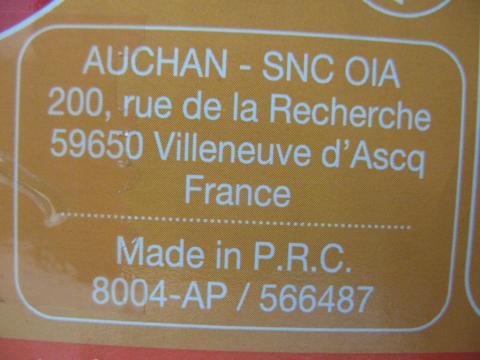 AUCHAN - SNC OIA
200, rue de la Recherche
59650 Villeneuve d'Ascq
France
Made in P.R.C.
8004-AP / 566487